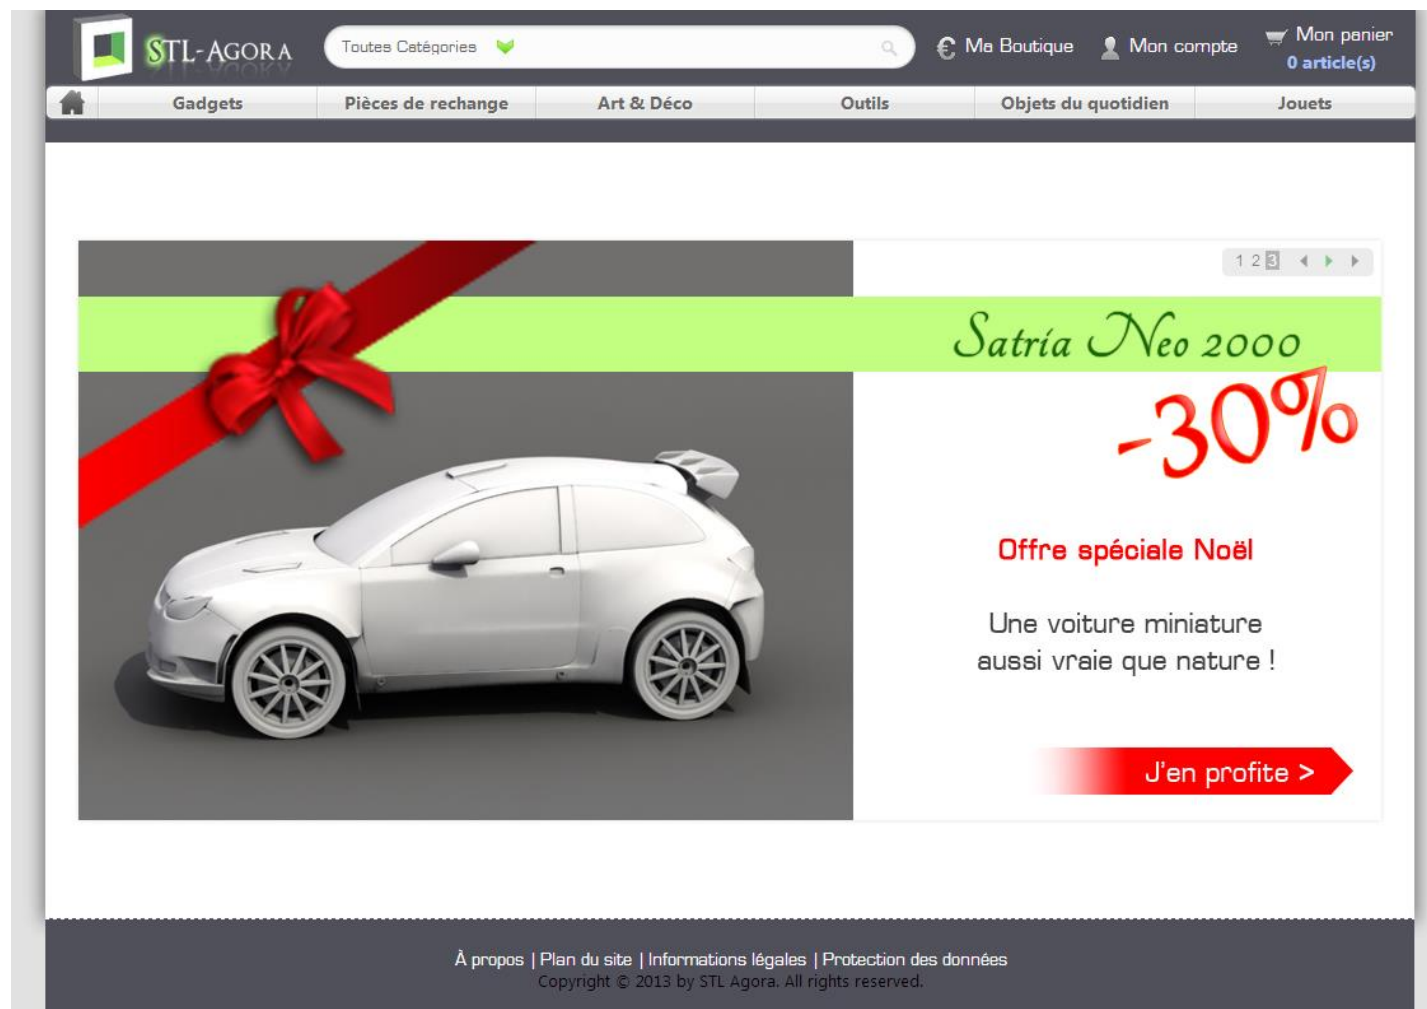 STL-Agora
Toutes Catégories
Ma Boutique
Mon compte
Mon panier
0 article(s)
Gadgets
Pièces de rechange
Art & Déco
Outils
Objets du quotidien
Jouets
1 2 3
Satria Neo 2000
-30%
Offre spéciale Noël
Une voiture miniature
aussi vraie que nature !
J'en profite >
À propos | Plan du site | Informations légales | Protection des données
Copyright © 2013 by STL Agora. All rights reserved.